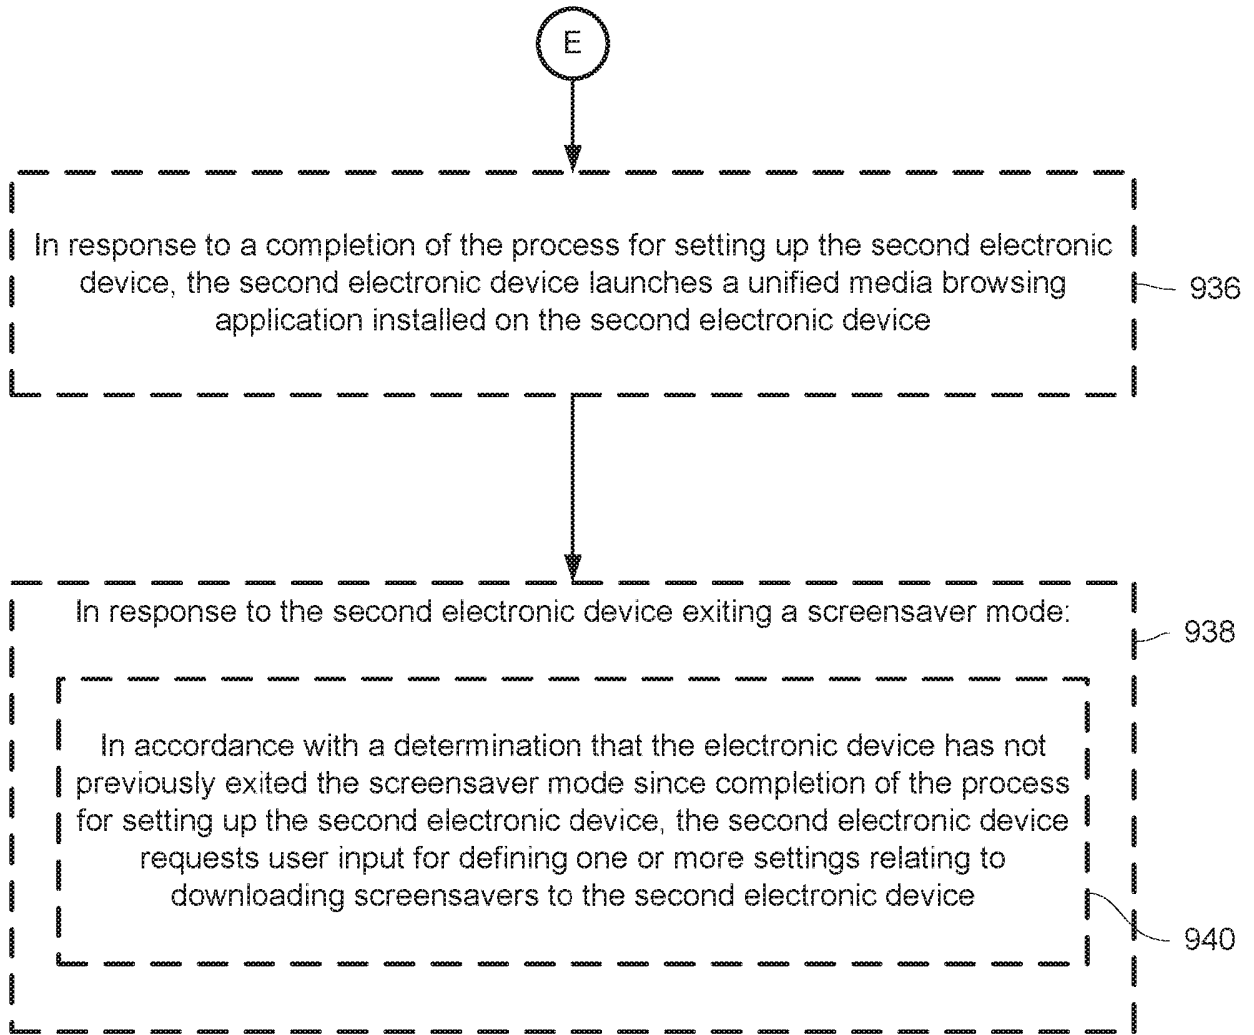 E
In response to a completion of the process for setting up the second electronic
device, the second electronic device launches a unified media browsing
application installed on the second electronic device
936
In response to the second electronic device exiting a screensaver mode:
938
In accordance with a determination that the electronic device has not
previously exited the screensaver mode since completion of the process
for setting up the second electronic device, the second electronic device
requests user input for defining one or more settings relating to
downloading screensavers to the second electronic device
940